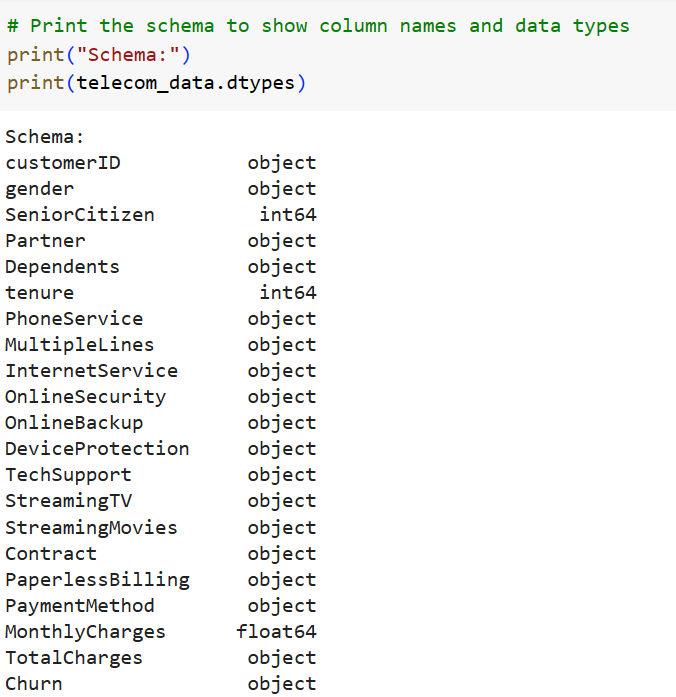 # Print the schema to show column names and data types
print("Schema:")
print(telecom_data.dtypes)
Schema:
customerID object
gender object
SeniorCitizen int64
Partner object
Dependents object
tenure int64
PhoneService object
MultipleLines object
InternetService object
OnlineSecurity object
OnlineBackup object
DeviceProtection object
TechSupport object
StreamingTV object
StreamingMovies object
Contract object
PaperlessBilling object
PaymentMethod object
MonthlyCharges float64
TotalCharges object
Churn object